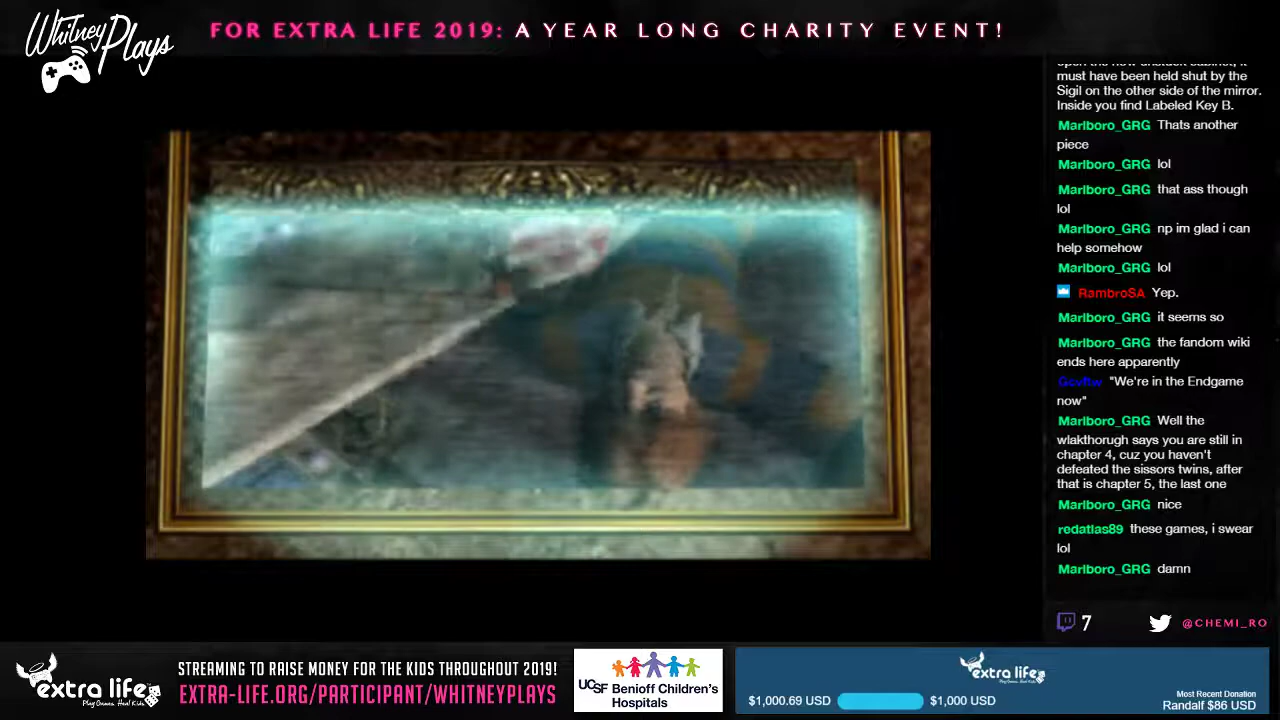 Whitney Plays
FOR EXTRA LIFE 2019: A YEAR LONG CHARITY EVENT!
must have been held shut by the
Sigil on the other side of the mirror.
Inside you find Labeled Key B.
Marlboro_GRG Thats another
piece
Marlboro_GRG lol
Marlboro_GRG that ass though
lol
Marlboro_GRG np im glad i can
help somehow
Marlboro_GRG lol
RambroSA Yep.
Marlboro_GRG it seems so
Marlboro_GRG the fandom wiki
ends here apparently
"We're in the Endgame
now"
Marlboro_GRG Well the
wlakthorugh says you are still in
chapter 4, cuz you haven't
defeated the sissors twins, after
that is chapter 5, the last one
Marlboro_GRG nice
redatlas89 these games, i swear
lol
Marlboro_GRG damn
7 @CHEMI_RO
extra life
Play Games. Heal Kids.
STREAMING TO RAISE MONEY FOR THE KIDS THROUGHOUT 2019!
EXTRA-LIFE.ORG/PARTICIPANT/WHITNEYPLAYS
UCSF Benioff Children's
Hospitals
extra life
$1,000.69 USD $1,000 USD
Most Recent Donation
Randalf $86 USD